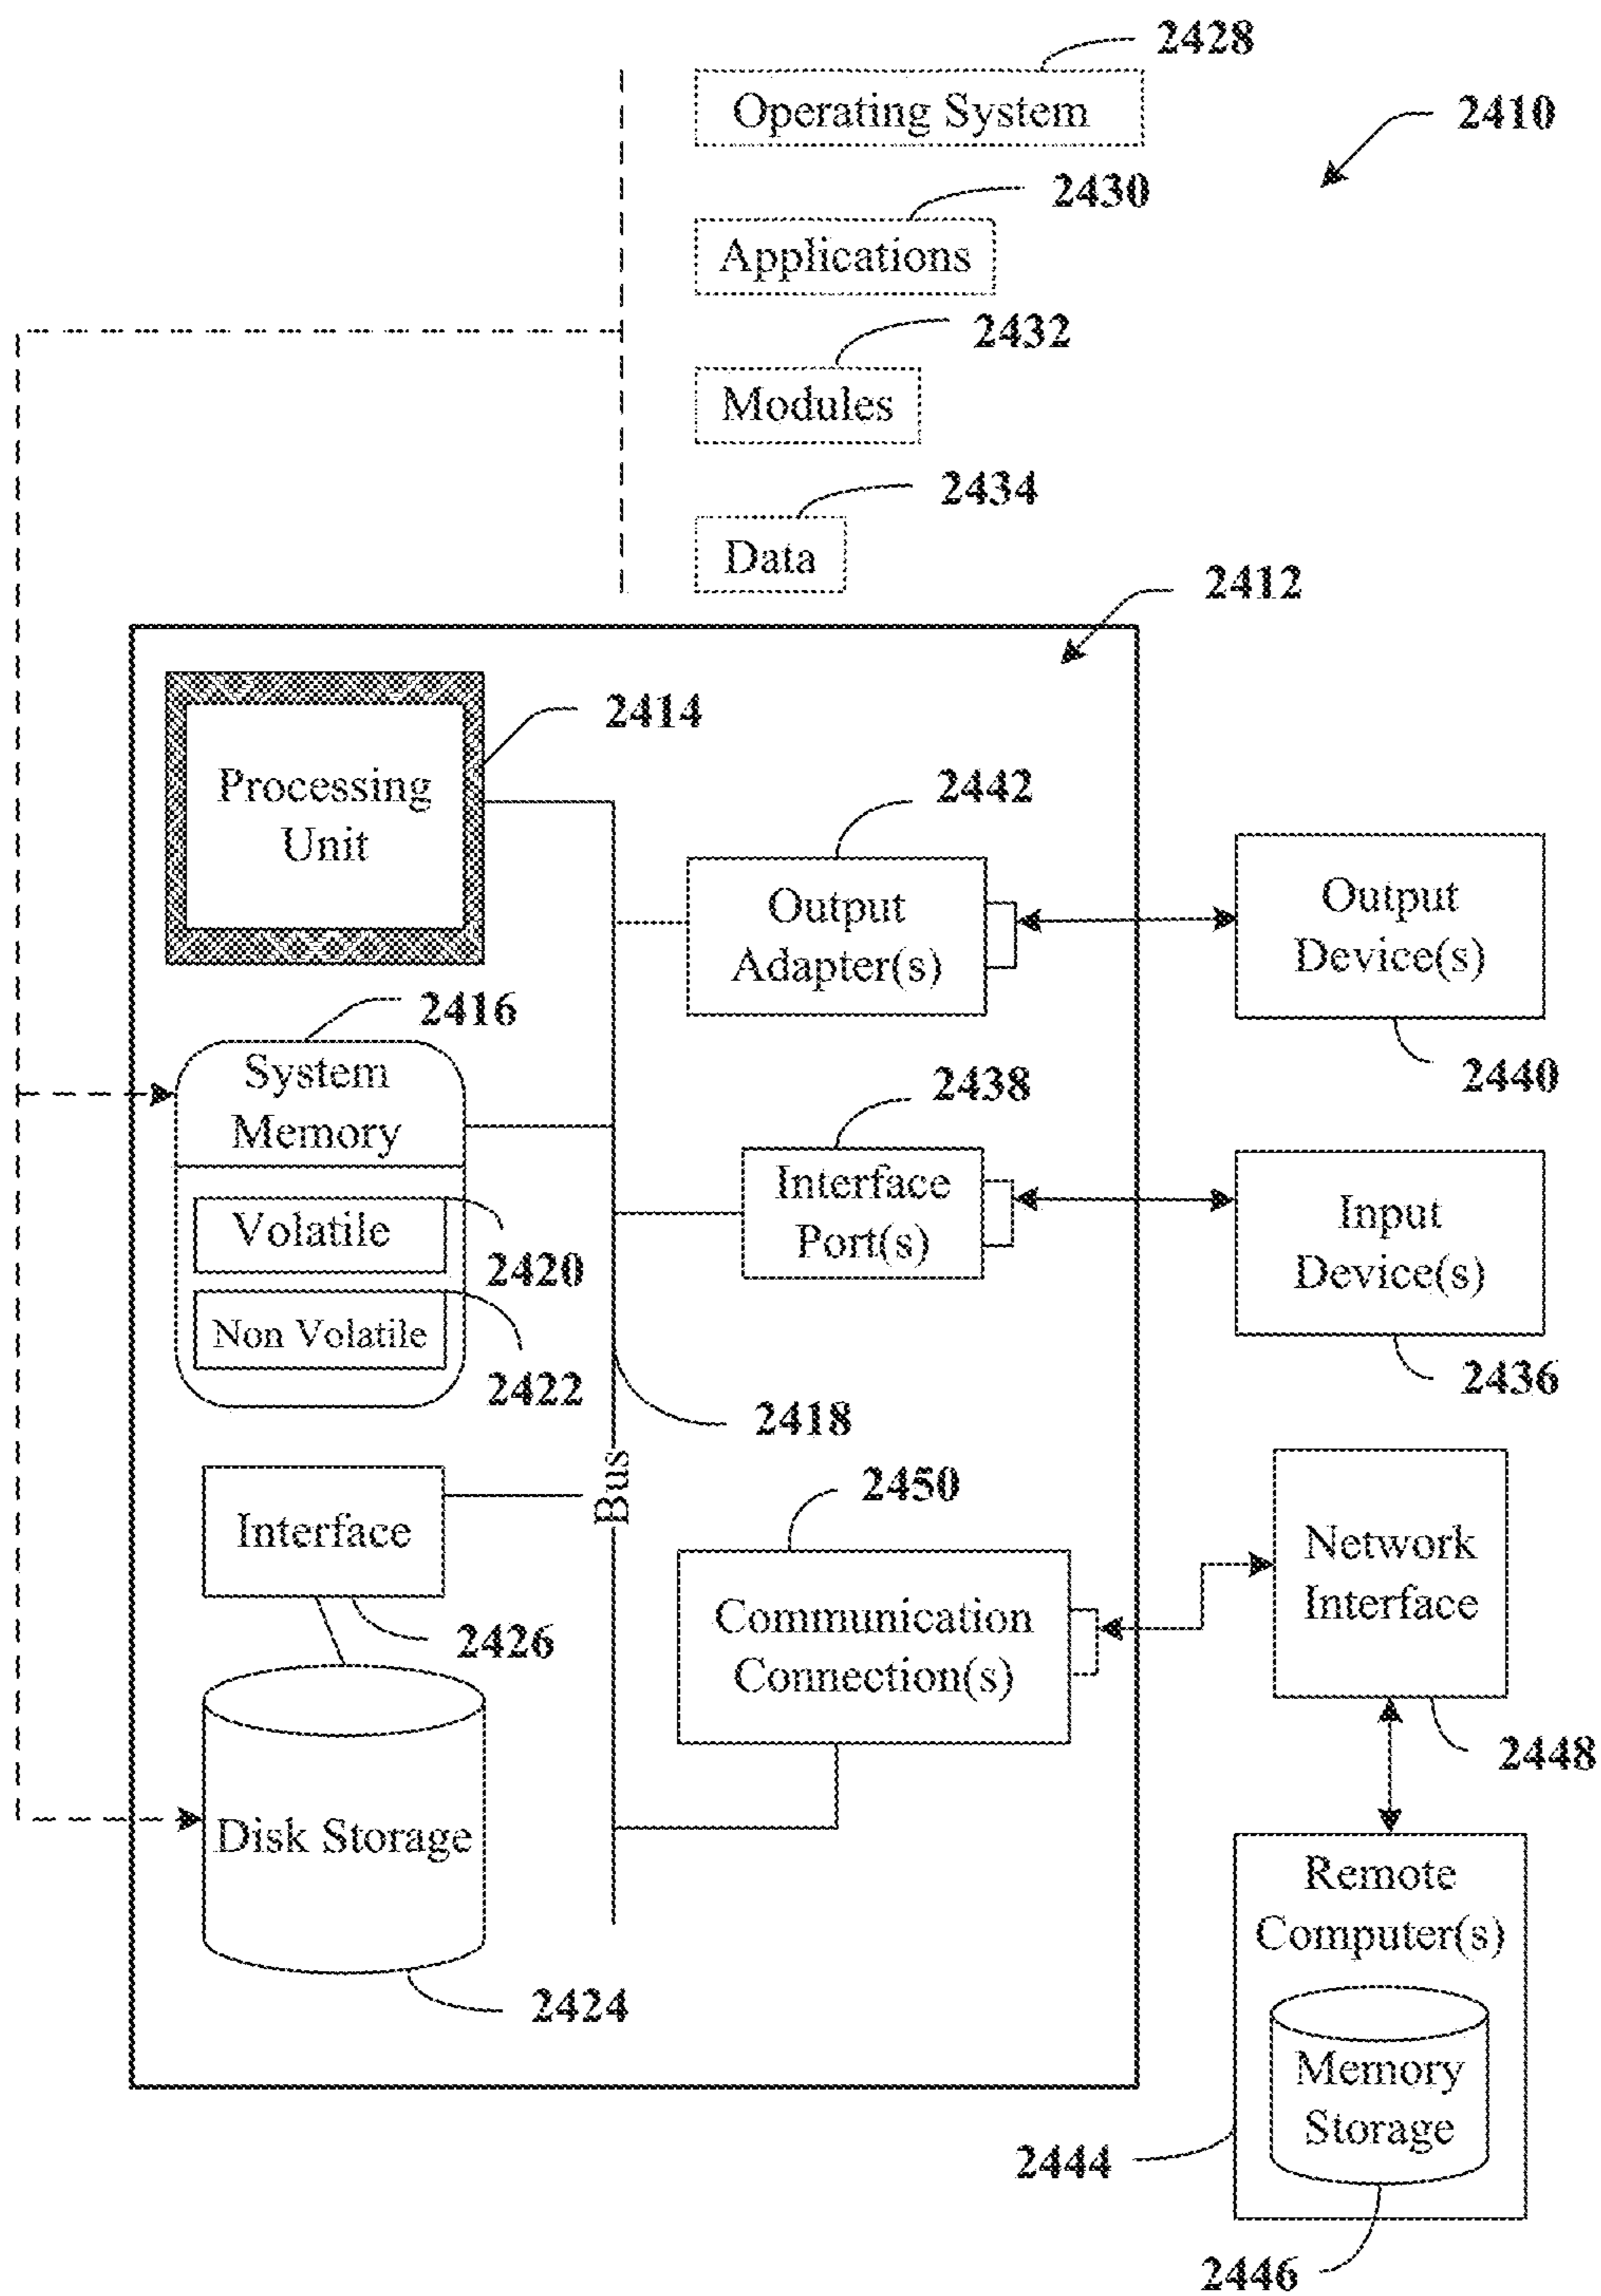 2428
Operating System
2410
2430
Applications
2432
Modules
2434
Data
2412
2414
Processing
Unit
2442
Output
Adapter(s)
Output
Device(s)
2440
2416
System
Memory
2438
Interface
Port(s)
Input
Device(s)
2436
Volatile
2420
Non Volatile
2422
2418
Bus
2450
Interface
2426
Communication
Connection(s)
Network
Interface
2448
Disk Storage
2424
Remote
Computer(s)
Memory
Storage
2444
2446